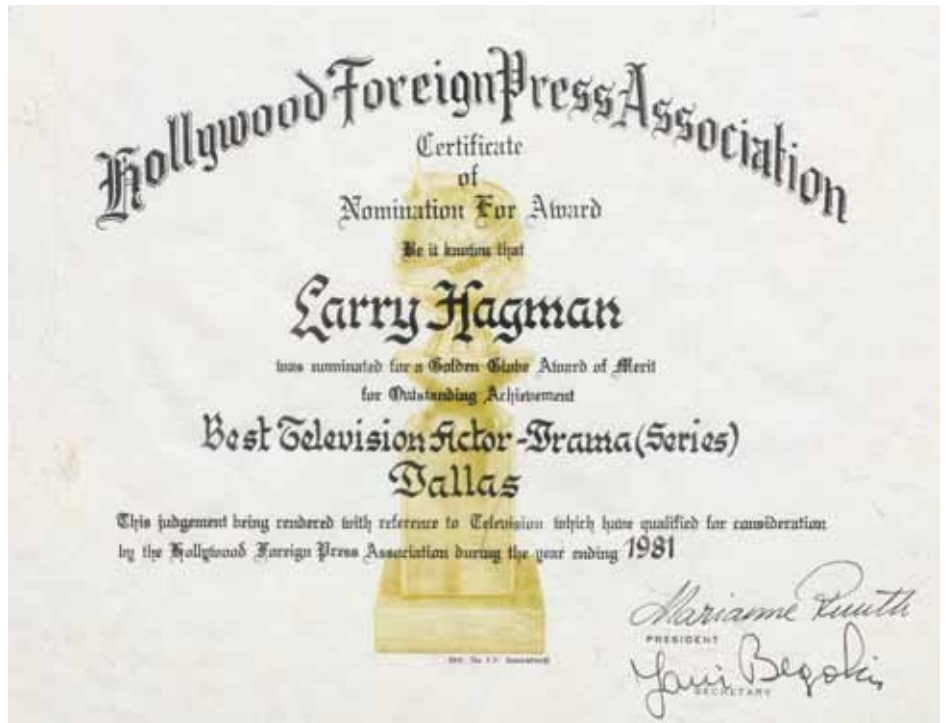 Hollywood Foreign Press Association
Certificate
of
Nomination For Award
Be it known that
Larry Hagman
was nominated for a Golden Globe Award of Merit
for Outstanding Achievement
Best Television Actor-Drama (Series)
Dallas
This judgement being rendered with reference to Television which have qualified for consideration
by the Hollywood Foreign Press Association during the year ending 1981
Marianne Ruuth
PRESIDENT
Yani Begakis
SECRETARY